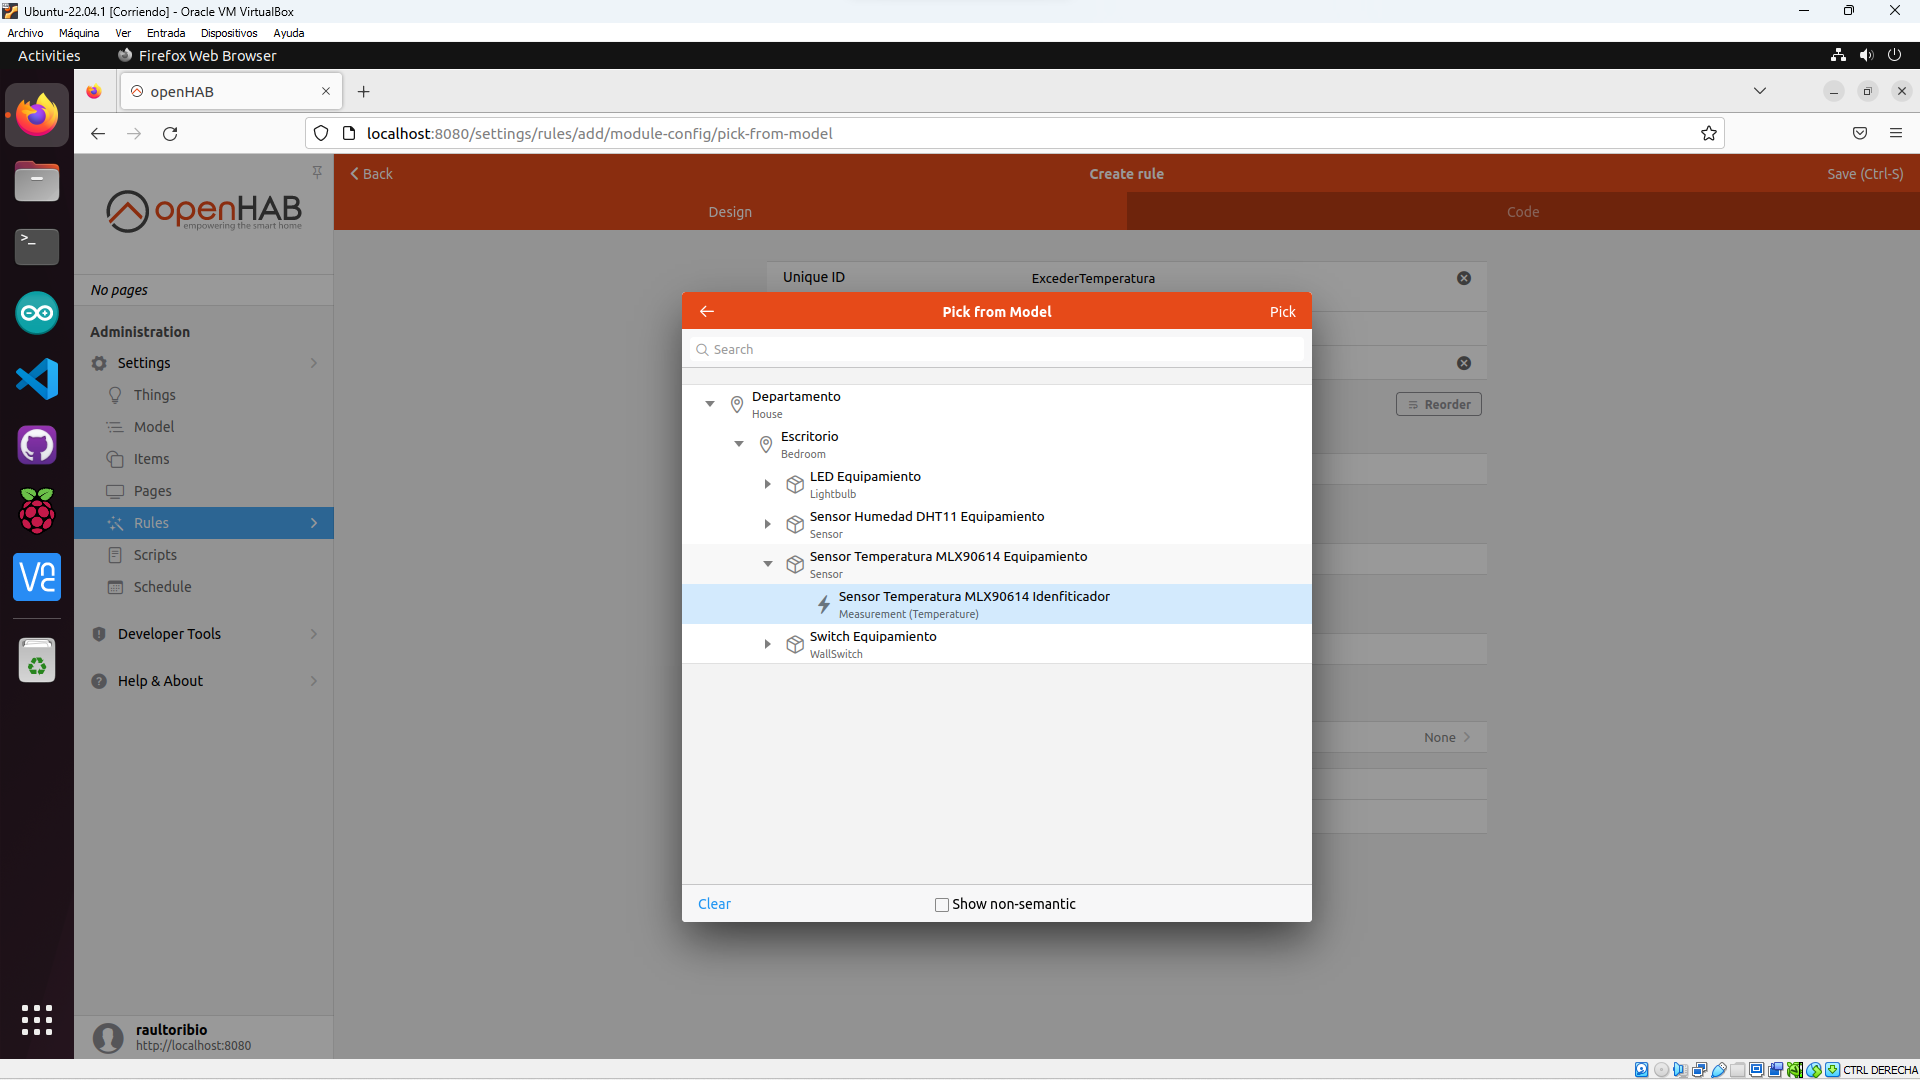 Ubuntu-22.04.1 [Corriendo] - Oracle VM VirtualBox
Archivo Máquina Ver Entrada Dispositivos Ayuda
Activities Firefox Web Browser
openHAB
localhost:8080/settings/rules/add/module-config/pick-from-model
openHAB
empowering the smart home
No pages
Administration
Settings
Things
Model
Items
Pages
Rules
Scripts
Schedule
Developer Tools
Help & About
raultoribio
http://localhost:8080
Back
Create rule
Save (Ctrl-S)
Design
Code
Unique ID
ExcederTemperatura
Reorder
None
Pick from Model
Pick
Search
Departamento
House
Escritorio
Bedroom
LED Equipamiento
Lightbulb
Sensor Humedad DHT11 Equipamiento
Sensor
Sensor Temperatura MLX90614 Equipamiento
Sensor
Sensor Temperatura MLX90614 Idenfiticador
Measurement (Temperature)
Switch Equipamiento
WallSwitch
Clear
Show non-semantic
CTRL DERECHA